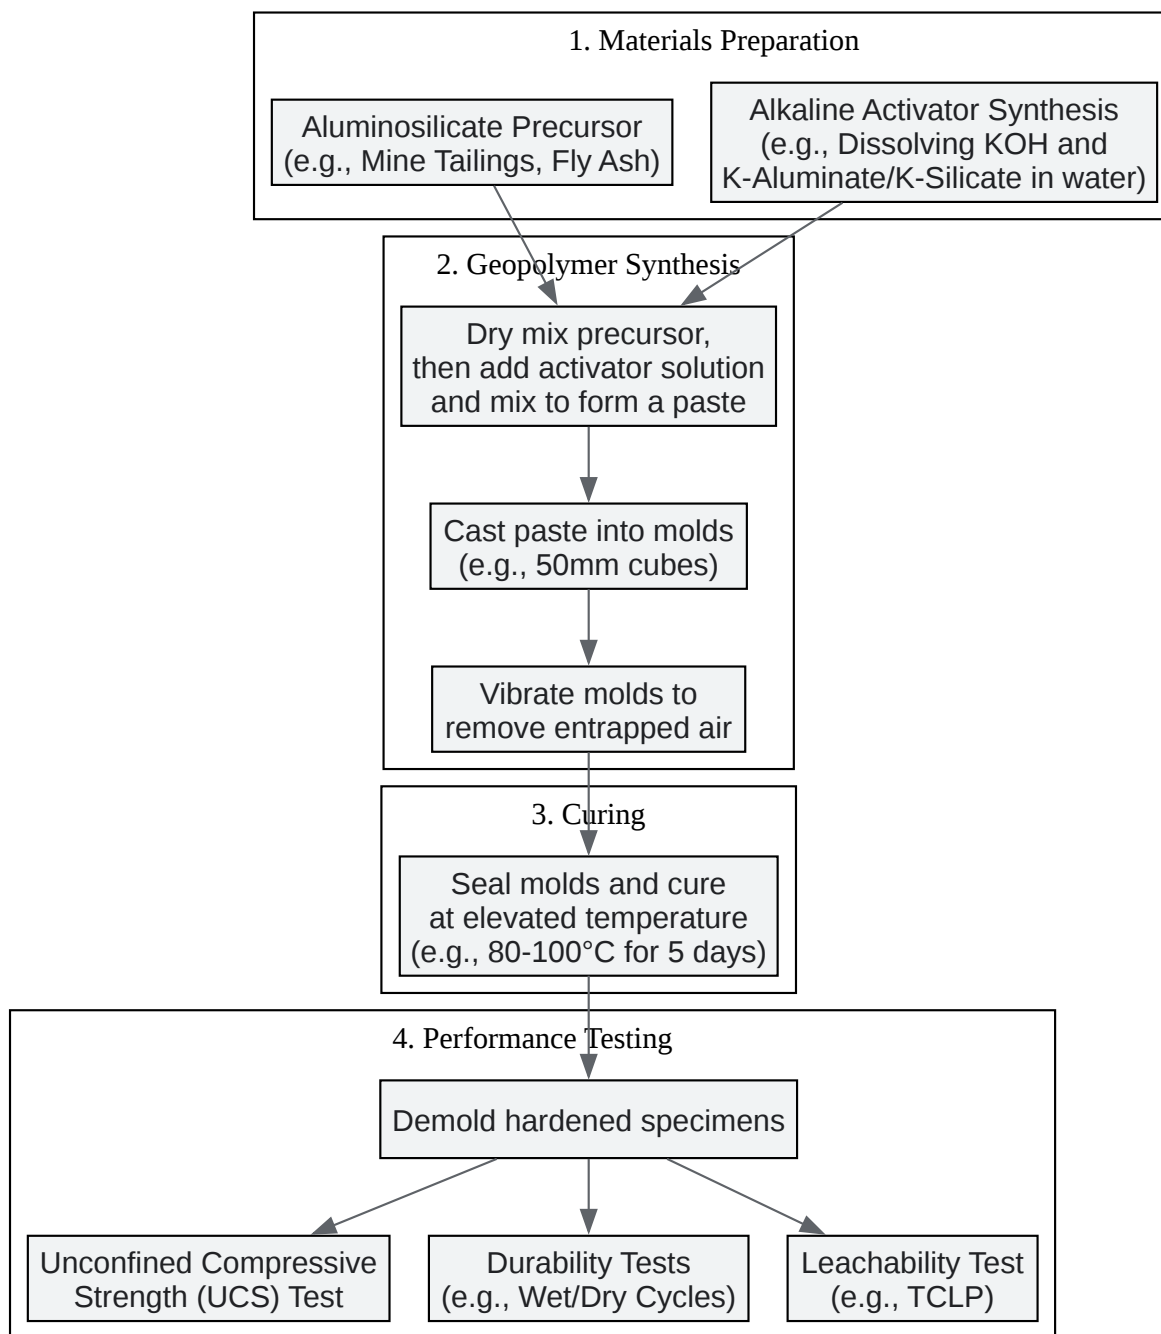 1. Materials Preparation
Aluminosilicate Precursor
(e.g., Mine Tailings, Fly Ash)
Alkaline Activator Synthesis
(e.g., Dissolving KOH and
K-Aluminate/K-Silicate in water)
2. Geopolymer Synthesis
Dry mix precursor,
then add activator solution
and mix to form a paste
Cast paste into molds
(e.g., 50mm cubes)
Vibrate molds to
remove entrapped air
3. Curing
Seal molds and cure
at elevated temperature
(e.g., 80-100°C for 5 days)
4. Performance Testing
Demold hardened specimens
Unconfined Compressive
Strength (UCS) Test
Durability Tests
(e.g., Wet/Dry Cycles)
Leachability Test
(e.g., TCLP)